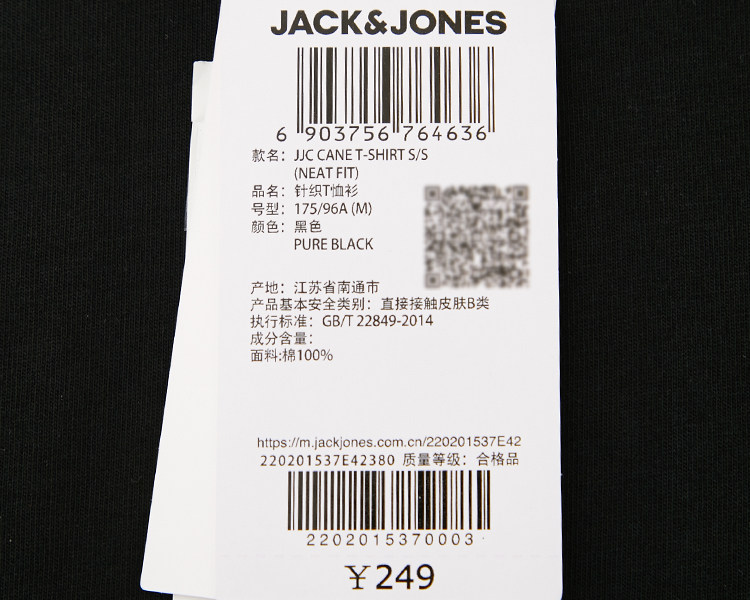 JACK&JONES
6 903756 764636
款名: JJC CANE T-SHIRT S/S
(NEAT FIT)
品名: 针织T恤衫
号型: 175/96A (M)
颜色: 黑色
PURE BLACK
产地: 江苏省南通市
产品基本安全类别: 直接接触皮肤B类
执行标准: GB/T 22849-2014
成分含量:
面料:棉100%
https://m.jackjones.com.cn/220201537E42
220201537E42380 质量等级: 合格品
2202015370003
￥249